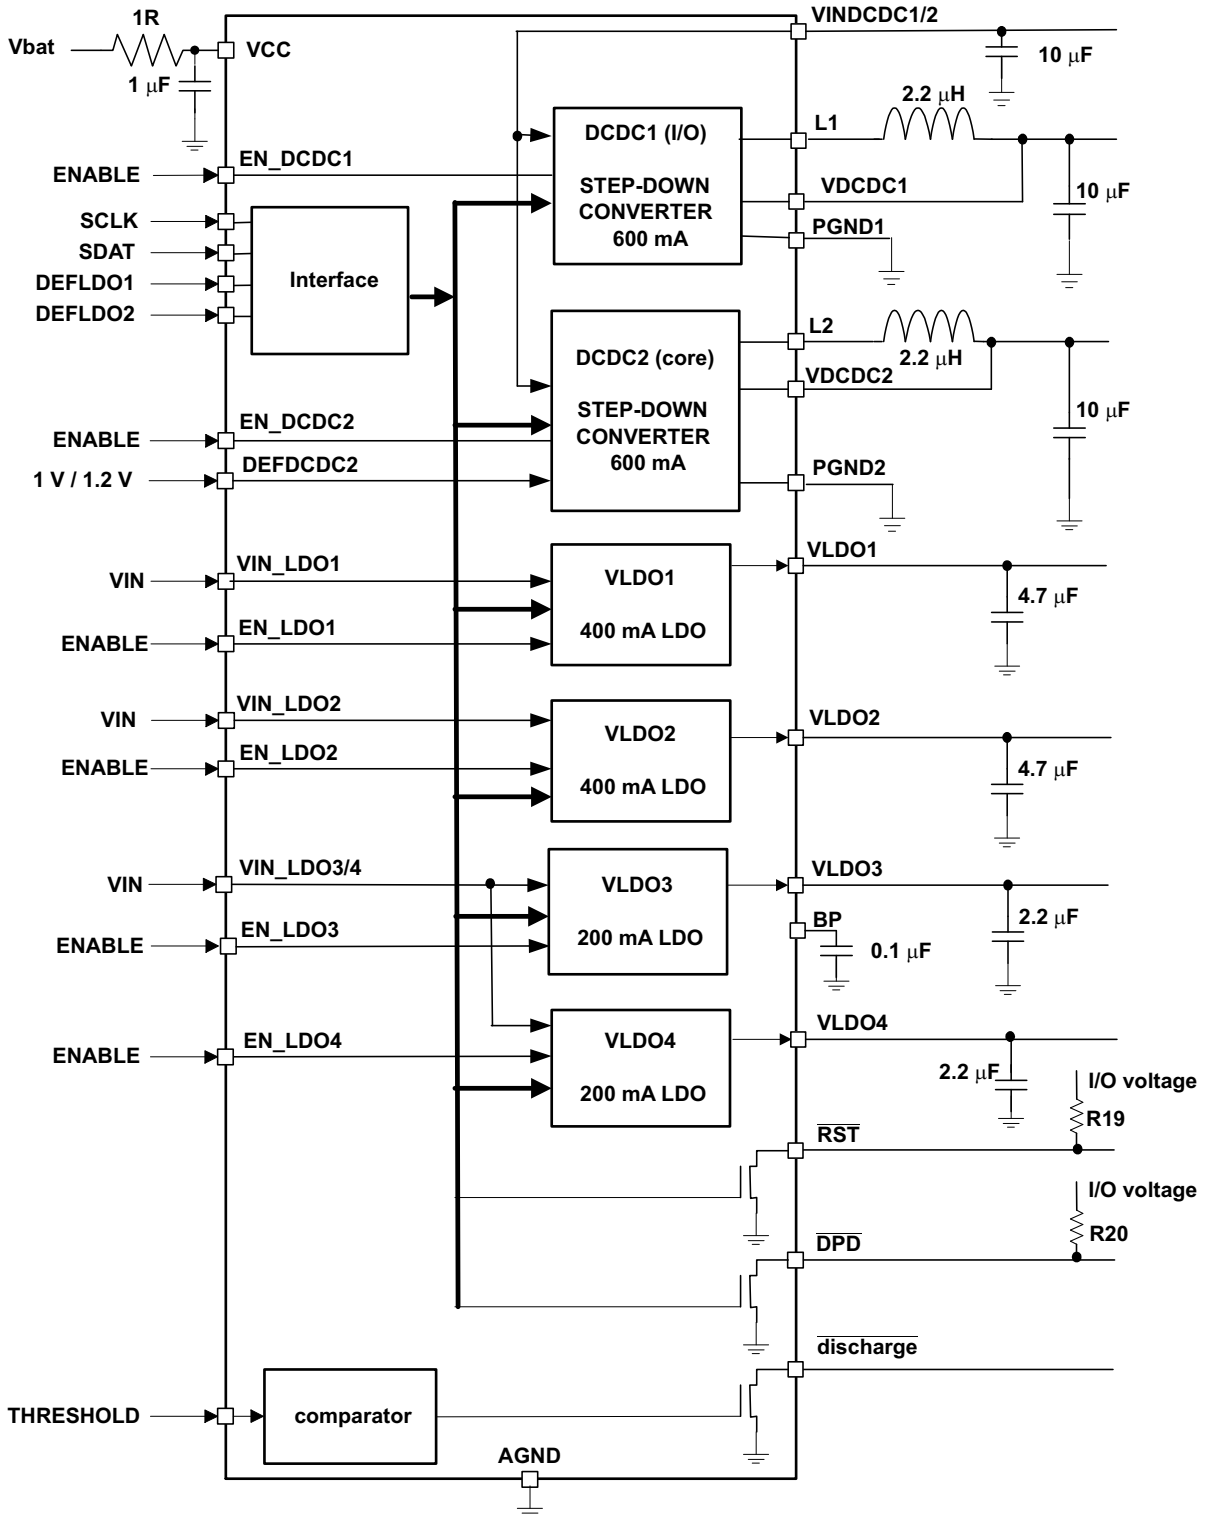 VINDCDC1/2
1R
Vbat
VCC
1 μF
10 μF
2.2 μH
L1
DCDC1 (I/O)
STEP-DOWN
CONVERTER
600 mA
EN_DCDC1
ENABLE
VDCDC1
10 μF
PGND1
SCLK
SDAT
DEFLDO1
DEFLDO2
Interface
L2
2.2 μH
DCDC2 (core)
STEP-DOWN
CONVERTER
600 mA
VDCDC2
10 μF
EN_DCDC2
ENABLE
DEFDCDC2
1 V / 1.2 V
PGND2
VLDO1
VIN_LDO1
VIN
VLDO1
400 mA LDO
4.7 μF
EN_LDO1
ENABLE
VIN_LDO2
VIN
VLDO2
VLDO2
400 mA LDO
EN_LDO2
ENABLE
4.7 μF
VIN_LDO3/4
VIN
VLDO3
VLDO3
200 mA LDO
EN_LDO3
ENABLE
BP
0.1 μF
2.2 μF
VLDO4
EN_LDO4
ENABLE
VLDO4
200 mA LDO
2.2 μF
I/O voltage
R19
RST
I/O voltage
R20
DPD
discharge
THRESHOLD
comparator
AGND